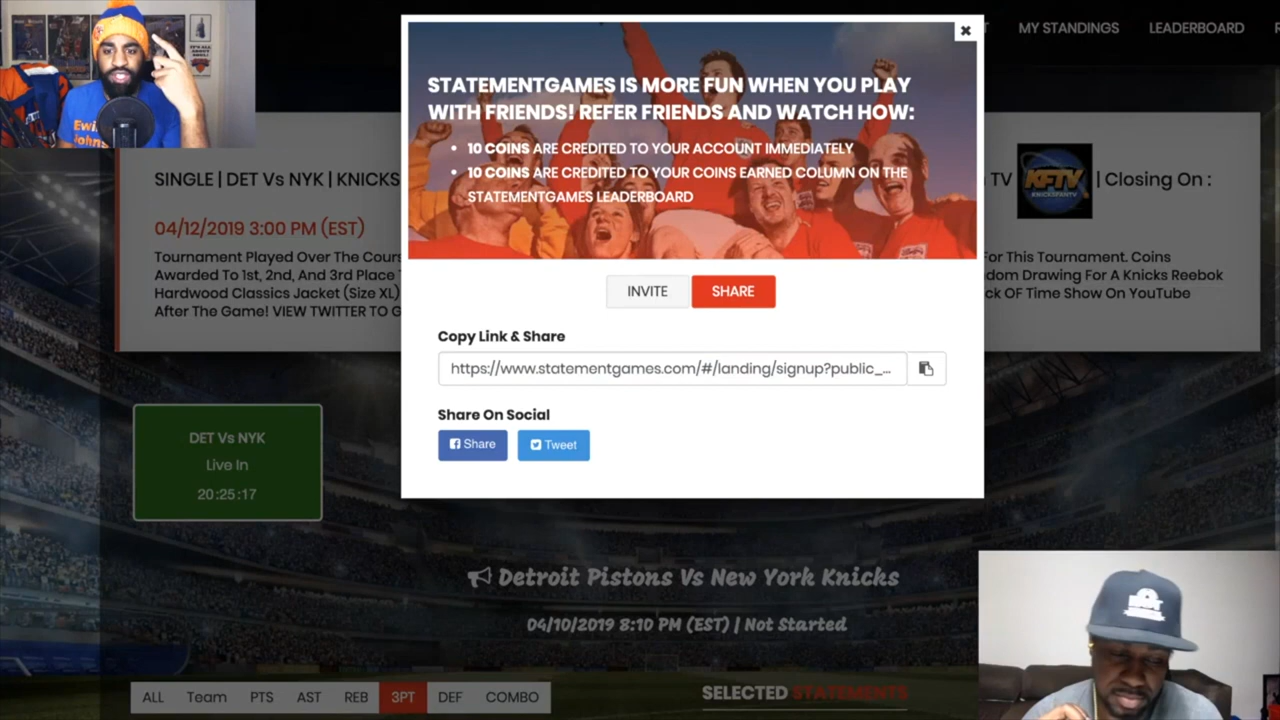 MY STANDINGS
LEADERBOARD
STATEMENTGAMES IS MORE FUN WHEN YOU PLAY
WITH FRIENDS! REFER FRIENDS AND WATCH HOW:
10 COINS ARE CREDITED TO YOUR ACCOUNT IMMEDIATELY
10 COINS ARE CREDITED TO YOUR COINS EARNED COLUMN ON THE
STATEMENTGAMES LEADERBOARD
SINGLE | DET Vs NYK | KNICKS
TV KFTV | Closing On :
04/12/2019 3:00 PM (EST)
Tournament Played Over The
For This Tournament. Coins
Awarded To 1st, 2nd, And 3rd Place
Drawing For A Knicks Reebok
Hardwood Classics Jacket (Size XL)
OF Time Show On YouTube
After The Game! VIEW TWITTER TO
INVITE
SHARE
Copy Link & Share
https://www.statementgames.com/#/landing/signup?public_...
Share On Social
Share
Tweet
DET Vs NYK
Live In
20:25:17
Detroit Pistons Vs New York Knicks
04/10/2019 8:10 PM (EST) | Not Started
ALL Team PTS AST REB 3PT DEF COMBO
SELECTED STATEMENTS